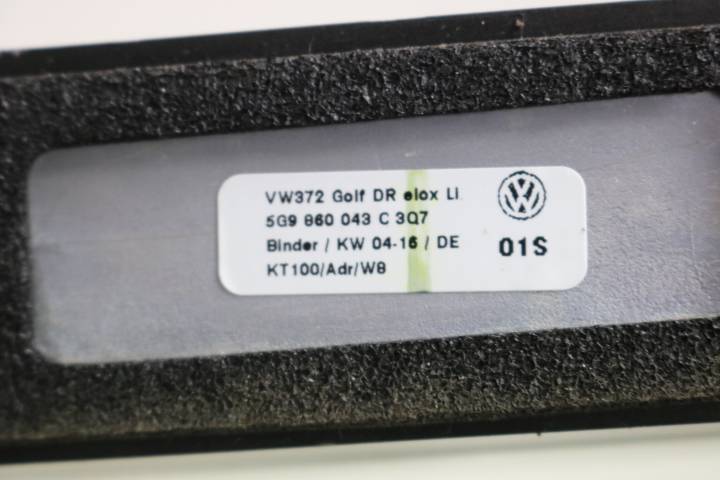 VW372 Golf DR elox LI
5G9 860 043 C 3Q7
Binder / KW 04-16 / DE
KT100/Adr/W8
01S